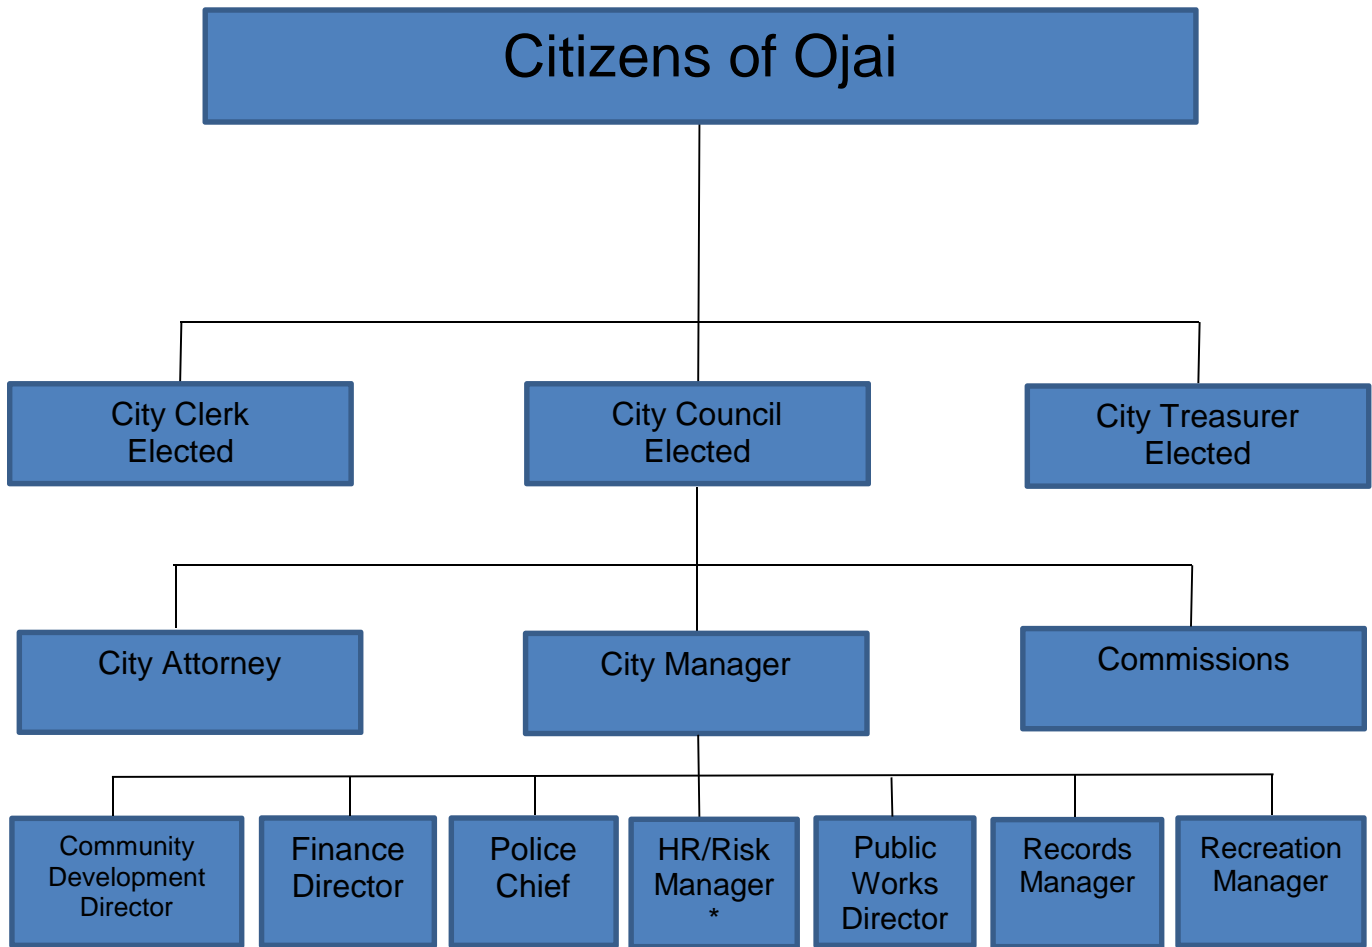 Citizens of Ojai
City Clerk
Elected
City Council
Elected
City Treasurer
Elected
City Attorney
City Manager
Commissions
Community
Development
Director
Finance
Director
Police
Chief
HR/Risk
Manager
*
Public
Works
Director
Records
Manager
Recreation
Manager